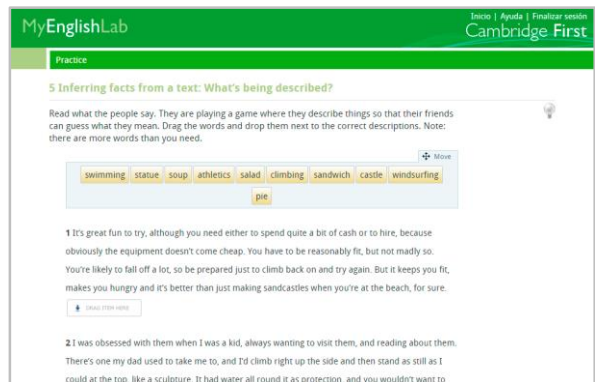 MyEnglishLab
Inicio | Ayuda | Finalizar sesión
Cambridge First
Practice
5 Inferring facts from a text: What's being described?
Read what the people say. They are playing a game where they describe things so that their friends
can guess what they mean. Drag the words and drop them next to the correct descriptions. Note:
there are more words than you need.
Move
swimming statue soup athletics salad climbing sandwich castle windsurfing
pie
1 It's great fun to try, although you need either to spend quite a bit of cash or to hire, because
obviously the equipment doesn't come cheap. You have to be reasonably fit, but not madly so.
You're likely to fall off a lot, so be prepared just to climb back on and try again. But it keeps you fit,
makes you hungry and it's better than just making sandcastles when you're at the beach, for sure.
DRAG ITEM HERE
2 I was obsessed with them when I was a kid, always wanting to visit them, and reading about them.
There's one my dad used to take me to, and I'd climb right up the side and then stand as still as I
could at the top, like a sculpture. It had water all round it as protection, and you wouldn't want to